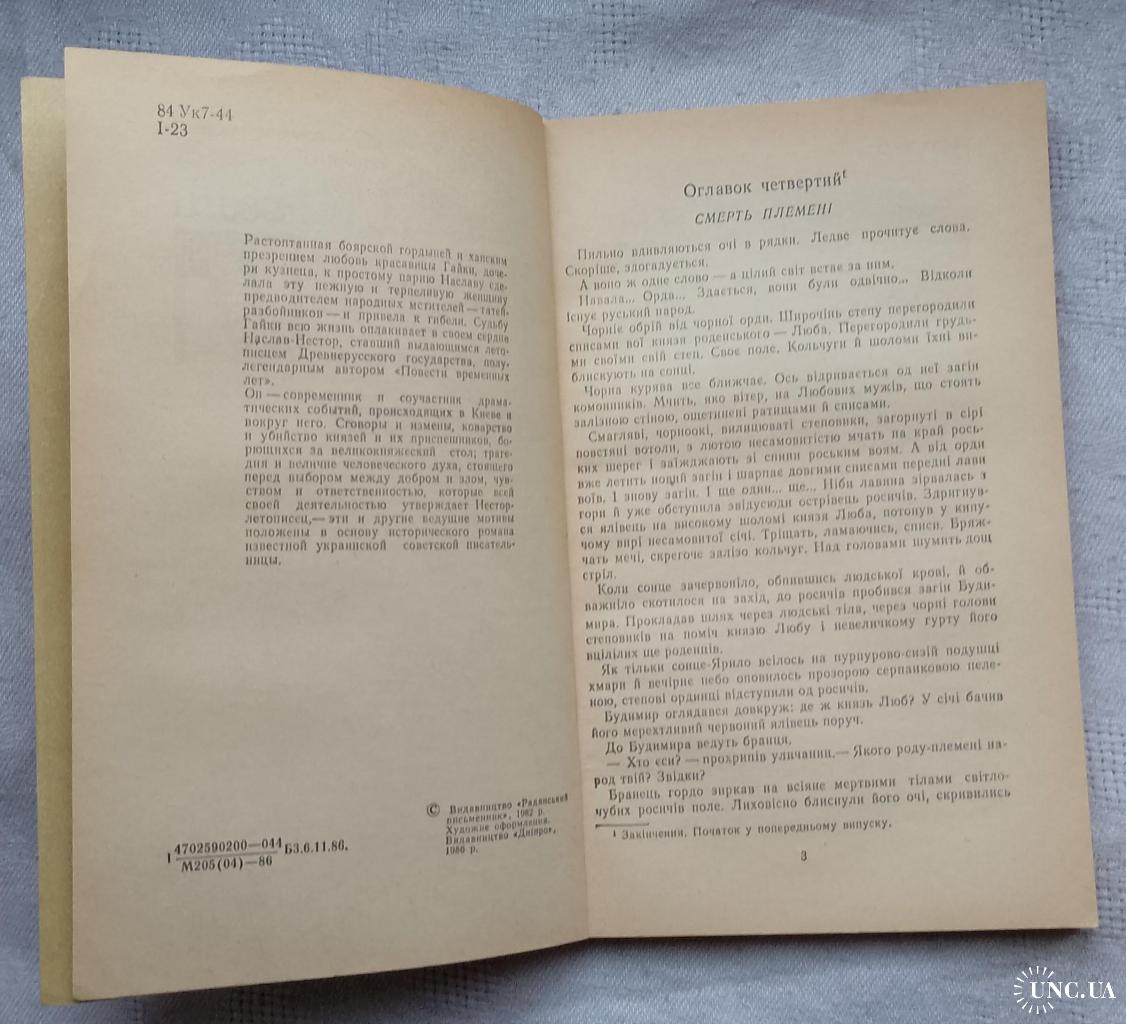 84 Ук7-44
І-23
Растоптанная боярской гордыней и ханским
презрением любовь красавицы Гайки, доче-
ри кузнеца, к простому парню Наславу сде-
лала эту нежную и терпеливую женщину
предводителем народных мстителей — татей-
разбойников — и привела к гибели. Судьбу
Гайки всю жизнь оплакивает в своем сердце
Наслав-Нестор, ставший выдающимся лето-
писцем Древнерусского государства, полу-
легендарным автором «Повести временных
лет».
Он — современник и соучастник драма-
тических событий, происходящих в Киеве и
вокруг него. Сговоры и измены, коварство
и убийство князей и их приспешников, бо-
рющихся за великокняжеский стол; траге-
дия и величие человеческого духа, стоящего
перед выбором между добром и злом, чув-
ством и ответственностью, которые всей
своей деятельностью утверждает Нестор-
летописец,— эти и другие ведущие мотивы
положены в основу исторического романа
известной украинской советской писатель-
ницы.
І 4702590200—044 БЗ.6.11.86.
М205(04)—86
© Видавництво «Радянський
письменник», 1982 р.
Художнє оформлення.
Видавництво «Дніпро»,
1986 р.
Оглавок четвертий¹
СМЕРТЬ ПЛЕМЕНІ
Пильно вдивляються очі в рядки. Ледве прочитує слова.
Скоріше, здогадується.
А воно ж одне слово — а цілий світ встає за ним.
Навала... Орда... Здається, вони були одвічно... Відколи
існує руський народ.
Чорніє обрій від чорної орди. Широчінь степу перегородили
списами вої князя роденського — Люба. Перегородили грудь-
ми своїми свій степ. Своє поле. Кольчуги й шоломи їхні ви-
блискують на сонці.
Чорна курява все ближчає. Ось відривається од неї загін
комонників. Мчить, яко вітер, на Любових мужів, що стоять
залізною стіною, ощетинені ратищами й списами.
Смагляві, чорноокі, вилицюваті степовики, загорнуті в сірі
повстяні вотоли, з лютою несамовитістю мчать на край рось-
ких шерег і заїжджають зі спини роським воям. А від орди
вже летить новий загін і шарпає довгими списами передні лави
воїв. І знову загін. І ще один... ще... Ніби лавина зірвалась з
гори й уже обступила звідусюди острівець росичів. Здригнув-
ся ялівець на високому шоломі князя Люба, потонув у кипу-
чому вирі несамовитої січі. Тріщать, ламаючись, списи. Бряж-
чать мечі, скрегоче залізо кольчуг. Над головами шумить дощ
стріл.
Коли сонце зачервоніло, обпившись людської крові, й об-
важніло скотилося на захід, до росичів пробився загін Буди-
мира. Прокладав шлях через людські тіла, через чорні голови
степовиків на поміч князю Любу і невеличкому гурту його
вцілілих ще роденців.
Як тільки сонце-Ярило всілось на пурпурово-сизій подушці
хмари й вечірнє небо оповилось прозорою серпанковою пеле-
ною, степові ординці відступили од росичів.
Будимир оглядався довкруж: де ж князь Люб? У січі бачив
його мерехтливий червоний ялівець поруч.
До Будимира ведуть бранця.
— Хто єси? — прохрипів уличанин.— Якого роду-племені на-
род твій? Звідки?
Бранець гордо зиркав на всіяне мертвими тілами світло-
чубих росичів поле. Лиховісно блиснули його очі, скривились
¹ Закінчення. Початок у попередньому випуску.
3
UNC.UA